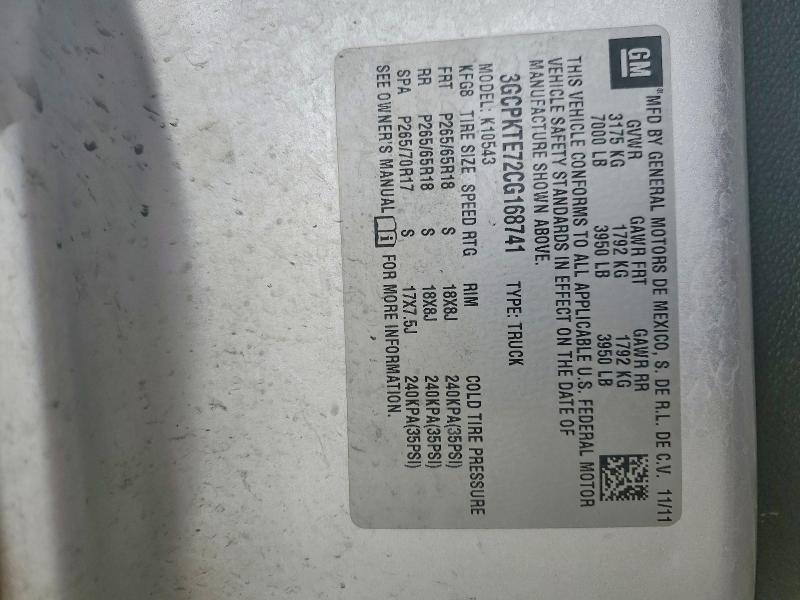 GM
® MFD BY GENERAL MOTORS DE MEXICO, S. DE R.L. DE C.V. 11/11
GVWR GAWR FRT GAWR RR
3175 KG 1792 KG 1792 KG
7000 LB 3950 LB 3950 LB
THIS VEHICLE CONFORMS TO ALL APPLICABLE U.S. FEDERAL MOTOR
VEHICLE SAFETY STANDARDS IN EFFECT ON THE DATE OF
MANUFACTURE SHOWN ABOVE.
3GCPKTE72CG168741 TYPE: TRUCK
MODEL: K10543
KFGB TIRE SIZE SPEED RTG RIM COLD TIRE PRESSURE
FRT P265/65R18 S 18X8J 240KPA(35PSI)
RR P265/65R18 S 18X8J 240KPA(35PSI)
SPA P265/70R17 S 17X7.5J 240KPA(35PSI)
SEE OWNER'S MANUAL i FOR MORE INFORMATION.